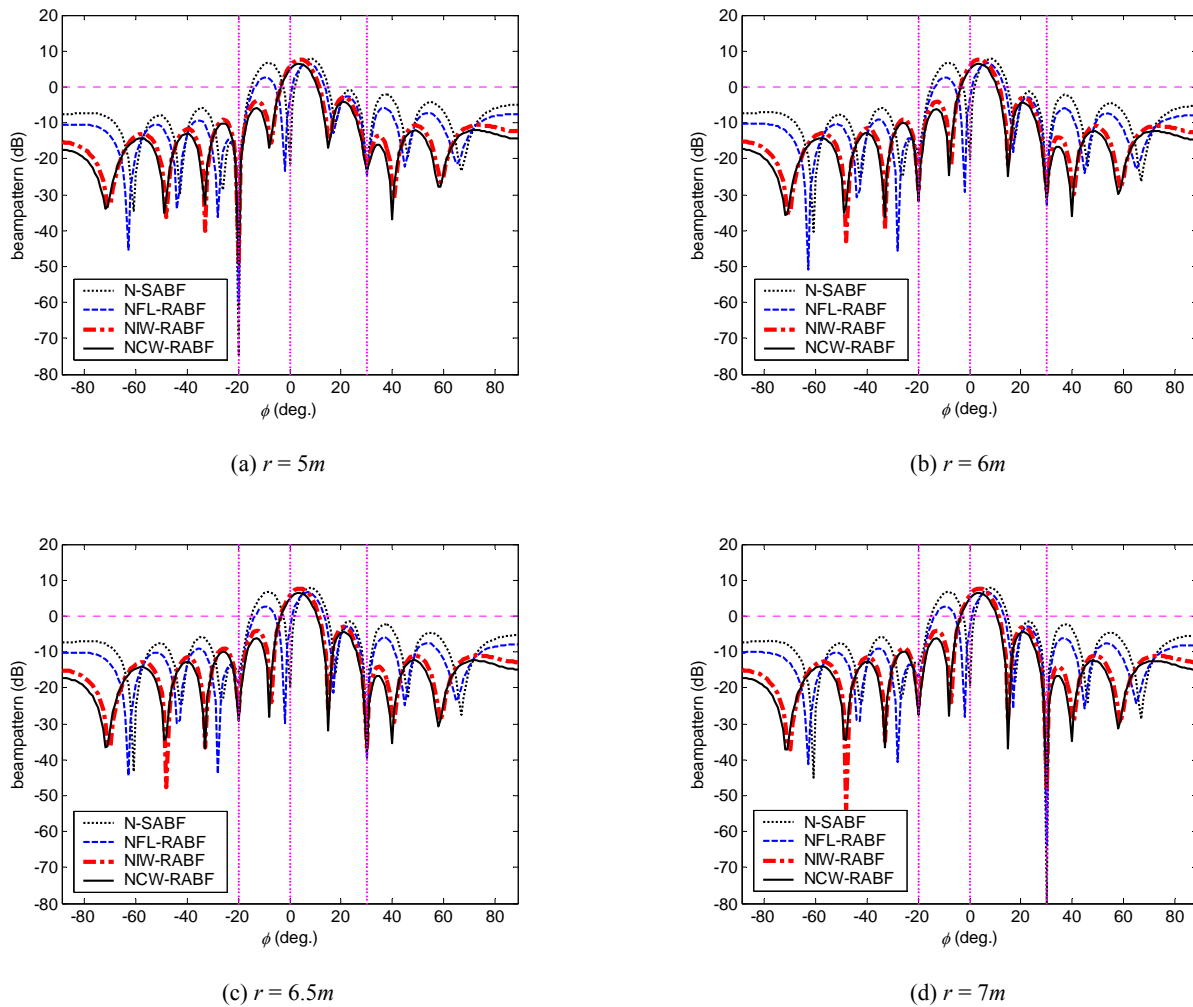 20
10
0
-10
-20
-30
-40
-50
-60
-70
-80
beampattern (dB)
N-SABF
NFL-RABF
NIW-RABF
NCW-RABF
-80 -60 -40 -20 0 20 40 60 80
ϕ (deg.)
(a) r = 5m
20
10
0
-10
-20
-30
-40
-50
-60
-70
-80
beampattern (dB)
N-SABF
NFL-RABF
NIW-RABF
NCW-RABF
-80 -60 -40 -20 0 20 40 60 80
ϕ (deg.)
(b) r = 6m
20
10
0
-10
-20
-30
-40
-50
-60
-70
-80
beampattern (dB)
N-SABF
NFL-RABF
NIW-RABF
NCW-RABF
-80 -60 -40 -20 0 20 40 60 80
ϕ (deg.)
(c) r = 6.5m
20
10
0
-10
-20
-30
-40
-50
-60
-70
-80
beampattern (dB)
N-SABF
NFL-RABF
NIW-RABF
NCW-RABF
-80 -60 -40 -20 0 20 40 60 80
ϕ (deg.)
(d) r = 7m